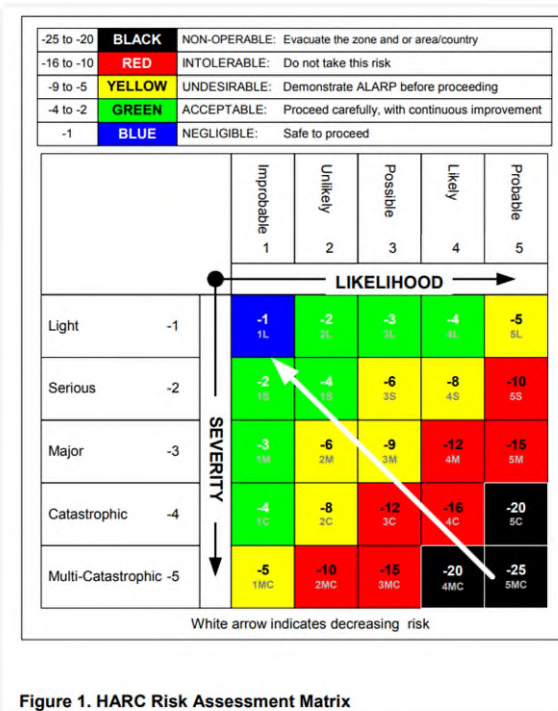 -25 to -20 BLACK NON-OPERABLE: Evacuate the zone and or area/country
-16 to -10 RED INTOLERABLE: Do not take this risk
-9 to -5 YELLOW UNDESIRABLE: Demonstrate ALARP before proceeding
-4 to -2 GREEN ACCEPTABLE: Proceed carefully, with continuous improvement
-1 BLUE NEGLIGIBLE: Safe to proceed
Improbable Unlikely Possible Likely Probable
1 2 3 4 5
LIKELIHOOD
SEVERITY
Light -1 -1 -2 -3 -4 -5
1L 2L 3L 4L 5L
Serious -2 -2 -4 -6 -8 -10
1S 1S 3S 4S 5S
Major -3 -3 -6 -9 -12 -15
1M 2M 3M 4M 5M
Catastrophic -4 -4 -8 -12 -16 -20
1C 2C 3C 4C 5C
Multi-Catastrophic -5 -5 -10 -15 -20 -25
1MC 2MC 3MC 4MC 5MC
White arrow indicates decreasing risk
Figure 1. HARC Risk Assessment Matrix